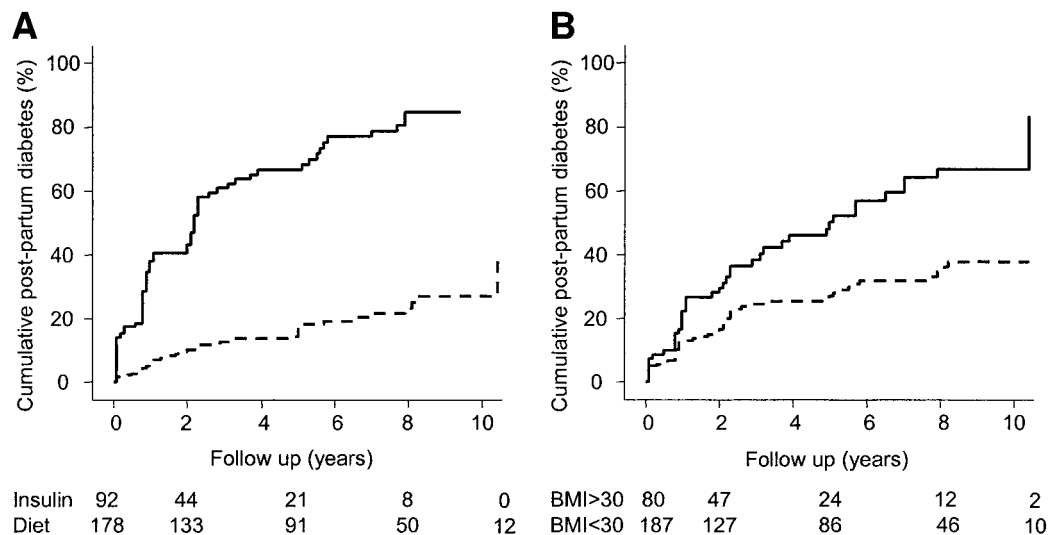 A
Cumulative post-partum diabetes (%)
100
80
60
40
20
0
0 2 4 6 8 10
Follow up (years)
Insulin 92 44 21 8 0
Diet 178 133 91 50 12
B
Cumulative post-partum diabetes (%)
100
80
60
40
20
0
0 2 4 6 8 10
Follow up (years)
BMI>30 80 47 24 12 2
BMI<30 187 127 86 46 10